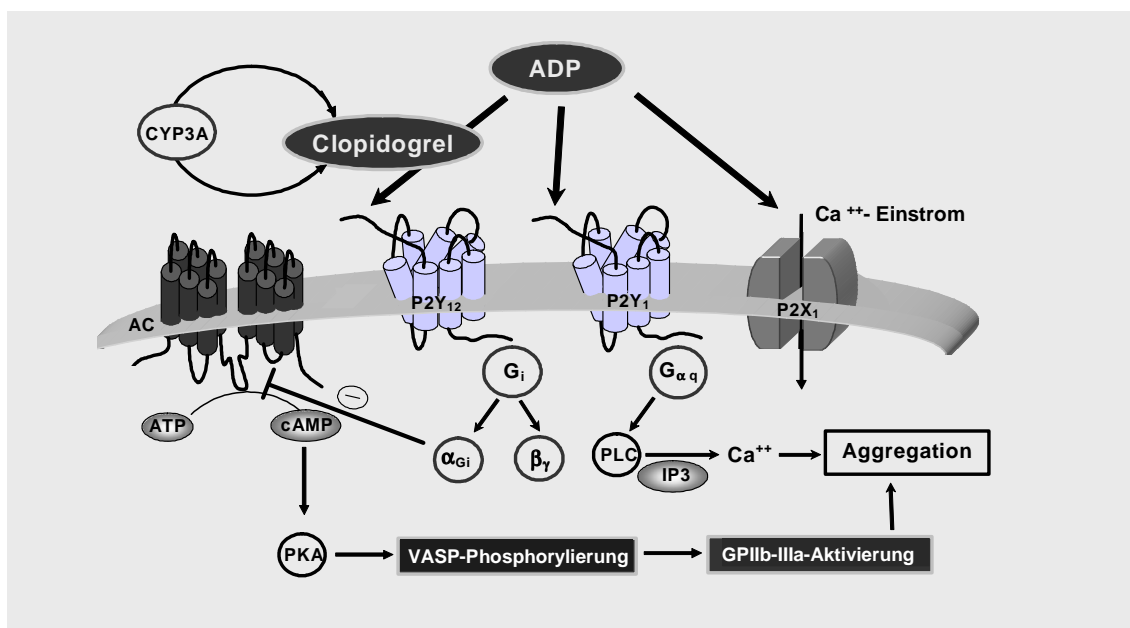 ADP
CYP3A
Clopidogrel
Ca ++- Einstrom
AC
P2Y12
P2Y1
P2X1
Gi
Gα q
–
ATP
cAMP
αGi
βγ
PLC
IP3
Ca++
Aggregation
PKA
VASP-Phosphorylierung
GPIIb-IIIa-Aktivierung